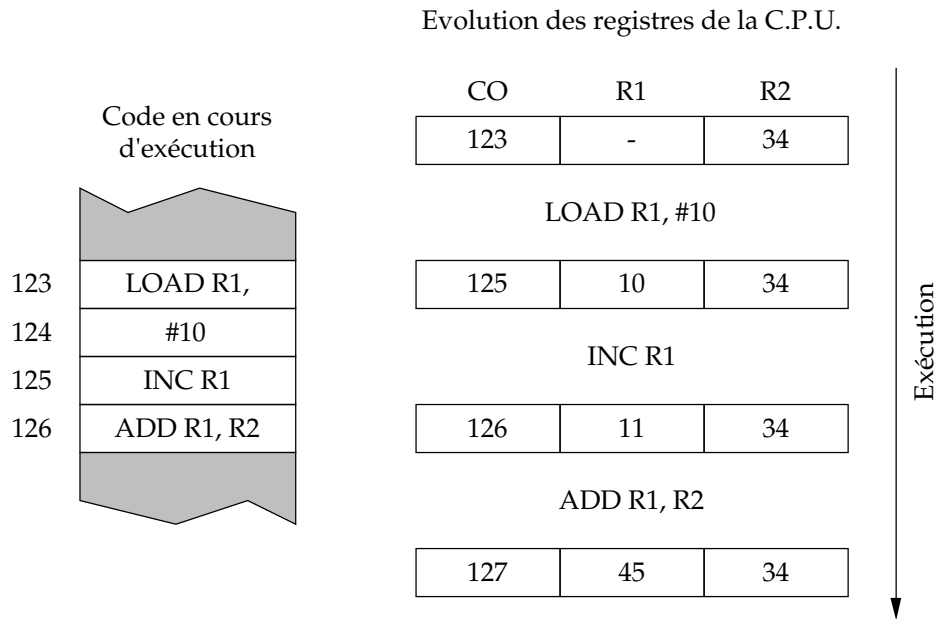 Evolution des registres de la C.P.U.
Code en cours
d'exécution
123 LOAD R1,
124 #10
125 INC R1
126 ADD R1, R2
CO R1 R2
123 - 34
LOAD R1, #10
125 10 34
INC R1
126 11 34
ADD R1, R2
127 45 34
Exécution